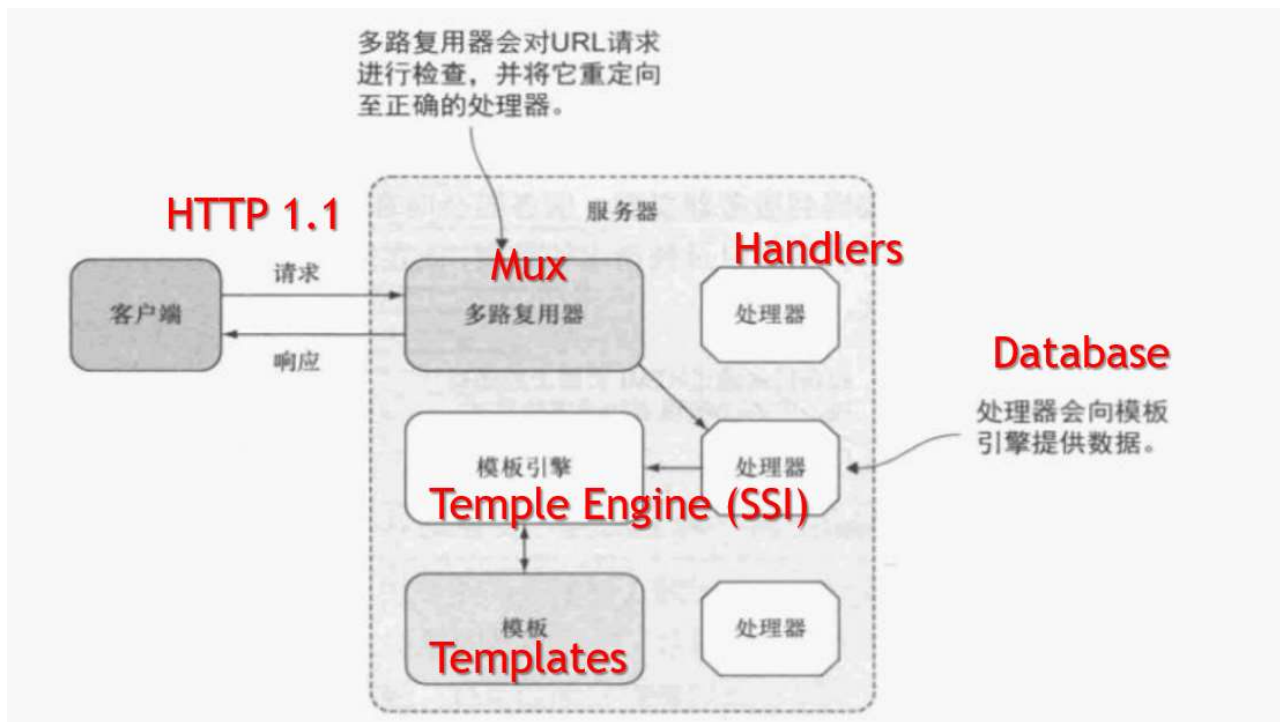 多路复用器会对URL请求
进行检查，并将它重定向
至正确的处理器。
HTTP 1.1
服务器
Handlers
Mux
请求
客户端
多路复用器
处理器
响应
Database
处理器会向模板
引擎提供数据。
模板引擎
处理器
Temple Engine (SSI)
模板
处理器
Templates